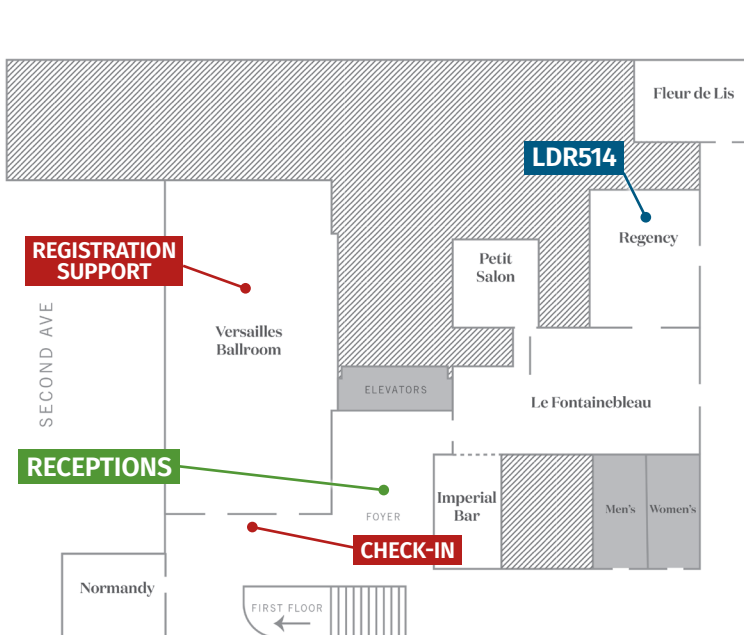 Fleur de Lis
LDR514
Regency
REGISTRATION
SUPPORT
Petit
Salon
SECOND AVE
Versailles
Ballroom
ELEVATORS
Le Fontainebleau
RECEPTIONS
Imperial
Bar
FOYER
Men's
Women's
CHECK-IN
Normandy
FIRST FLOOR